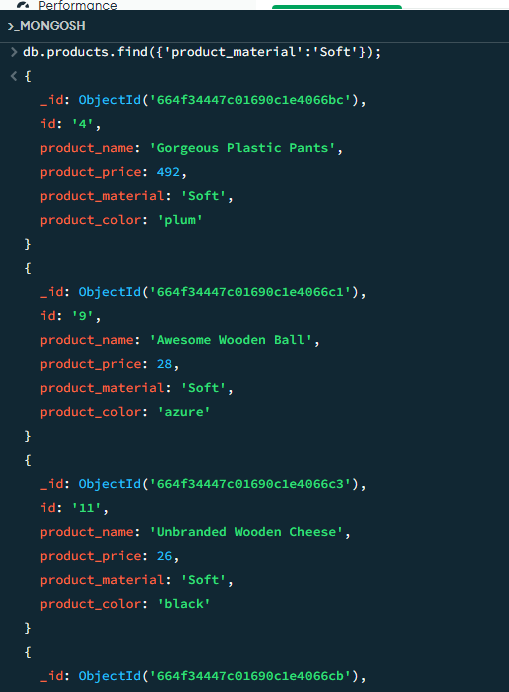 Performance
>_MONGOSH
> db.products.find({'product_material':'Soft'});
< {
_id: ObjectId('664f34447c01690c1e4066bc'),
id: '4',
product_name: 'Gorgeous Plastic Pants',
product_price: 492,
product_material: 'Soft',
product_color: 'plum'
}
{
_id: ObjectId('664f34447c01690c1e4066c1'),
id: '9',
product_name: 'Awesome Wooden Ball',
product_price: 28,
product_material: 'Soft',
product_color: 'azure'
}
{
_id: ObjectId('664f34447c01690c1e4066c3'),
id: '11',
product_name: 'Unbranded Wooden Cheese',
product_price: 26,
product_material: 'Soft',
product_color: 'black'
}
{
_id: ObjectId('664f34447c01690c1e4066cb'),